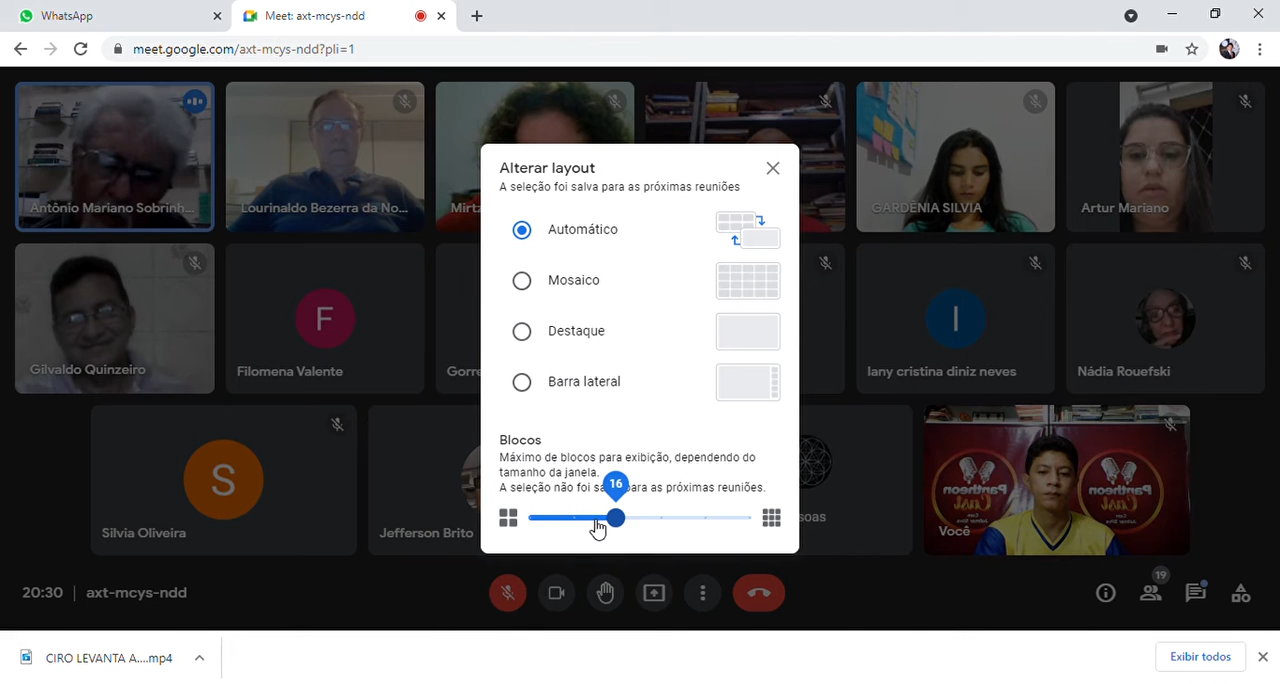 WhatsApp
Meet: axt-mcys-ndd
meet.google.com/axt-mcys-ndd?pli=1
Antônio Mariano Sobrinh...
Lourinaldo Bezerra da No...
Mirtz
GARDÊNIA SILVIA
Artur Mariano
Alterar layout
A seleção foi salva para as próximas reuniões
Automático
Mosaico
Destaque
Barra lateral
Blocos
Máximo de blocos para exibição, dependendo do
tamanho da janela.
A seleção não foi para as próximas reuniões.
16
Gilvaldo Quinzeiro
F
Filomena Valente
Gorre
I
Iany cristina diniz neves
Nádia Rouefski
S
Silvia Oliveira
Jefferson Brito
soas
Pantheon
Pantheon
Você
20:30 | axt-mcys-ndd
19
CIRO LEVANTA A....mp4
Exibir todos